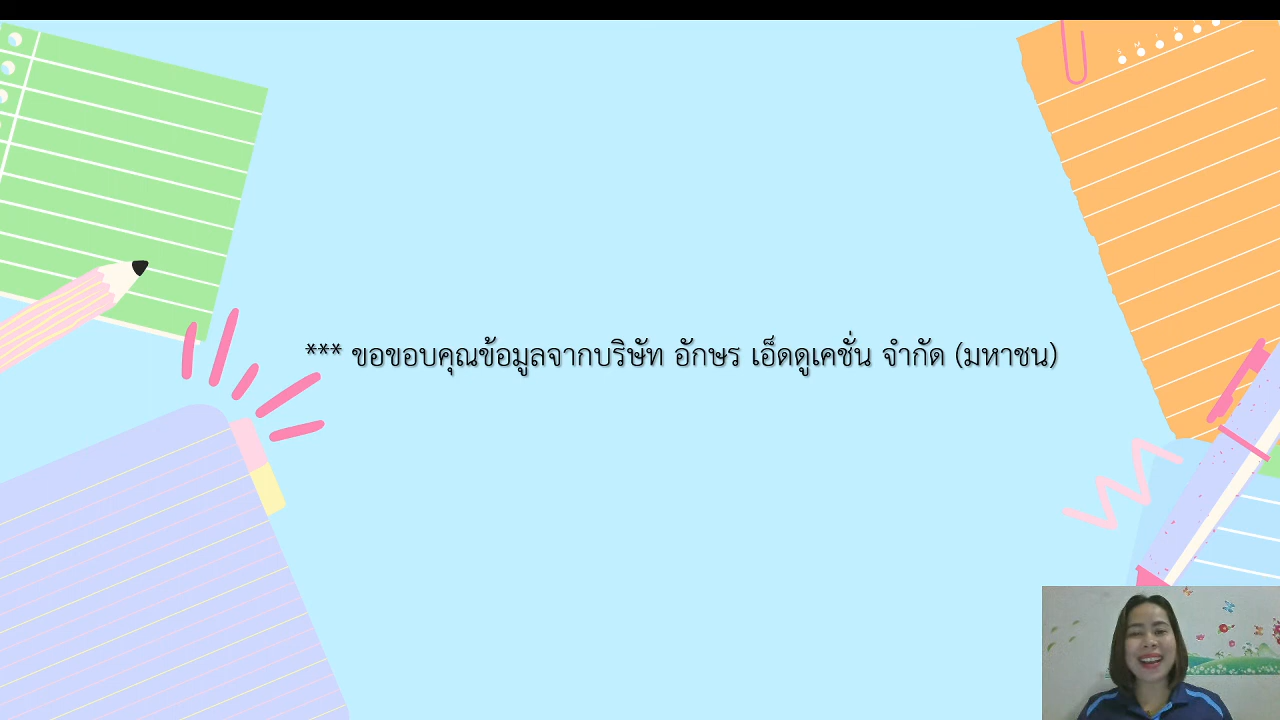 S M T
*** ขอขอบคุณข้อมูลจากบริษัท อักษร เอ็ดดูเคชั่น จำกัด (มหาชน)